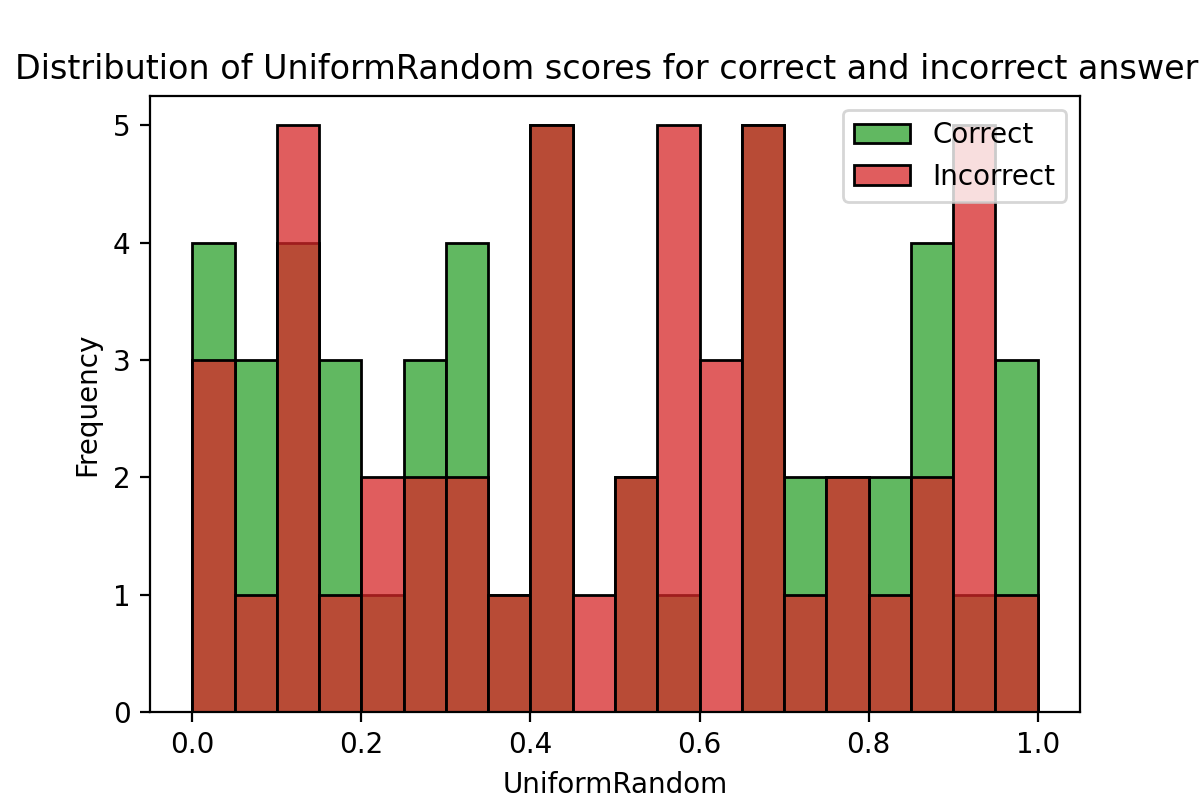 Distribution of UniformRandom scores for correct and incorrect answer
Correct
Incorrect
Frequency
5
4
3
2
1
0
0.0 0.2 0.4 0.6 0.8 1.0
UniformRandom